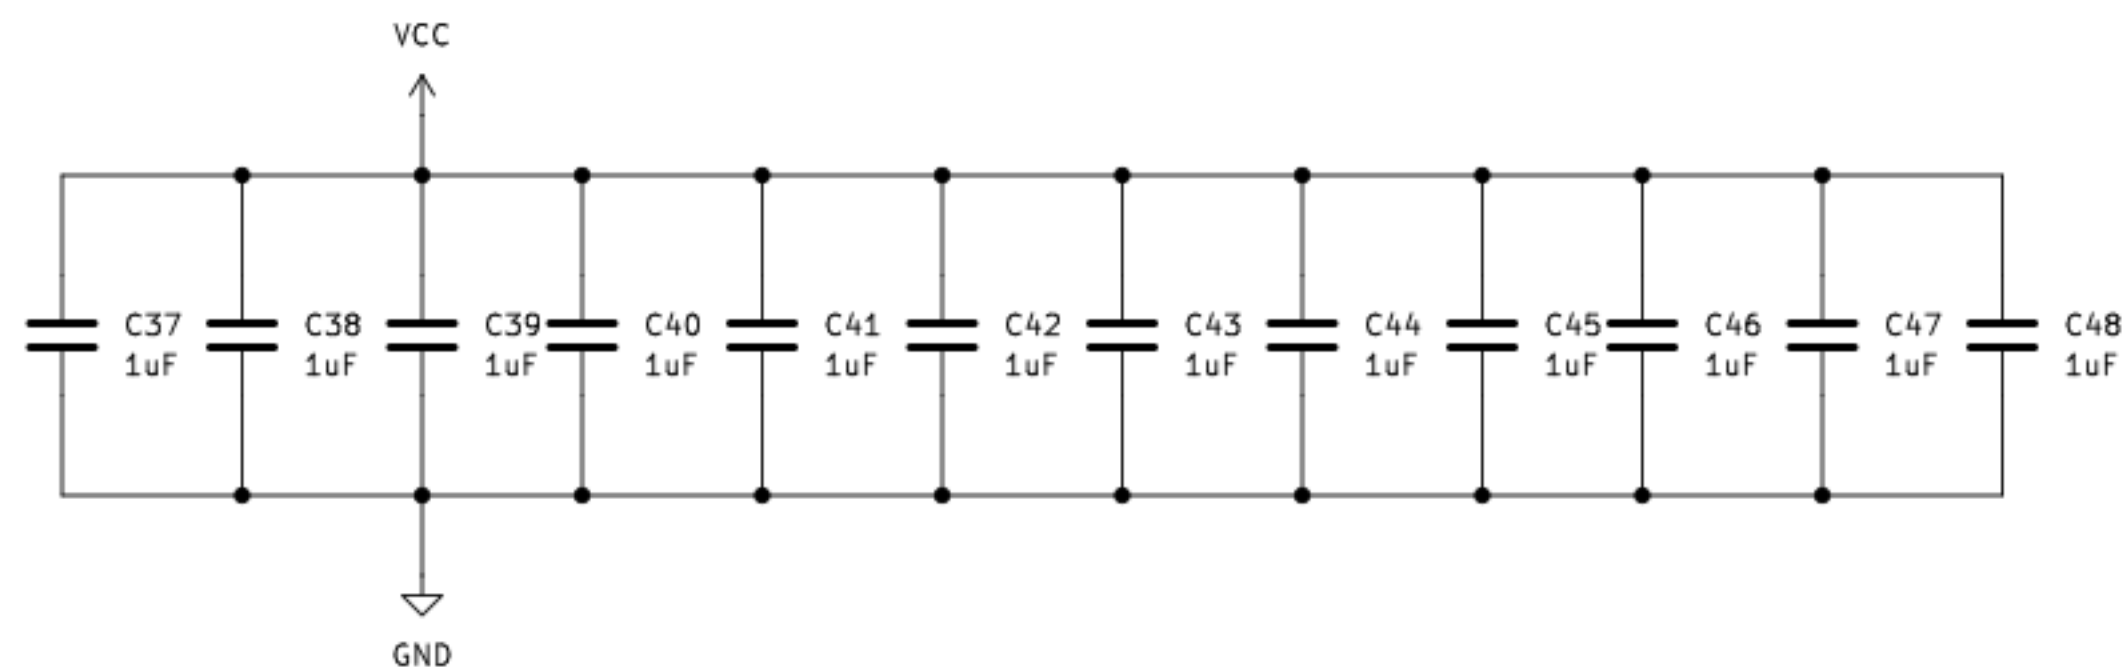 VCC
C37 C38 C39 C40 C41 C42 C43 C44 C45 C46 C47 C48
1uF 1uF 1uF 1uF 1uF 1uF 1uF 1uF 1uF 1uF 1uF 1uF
GND